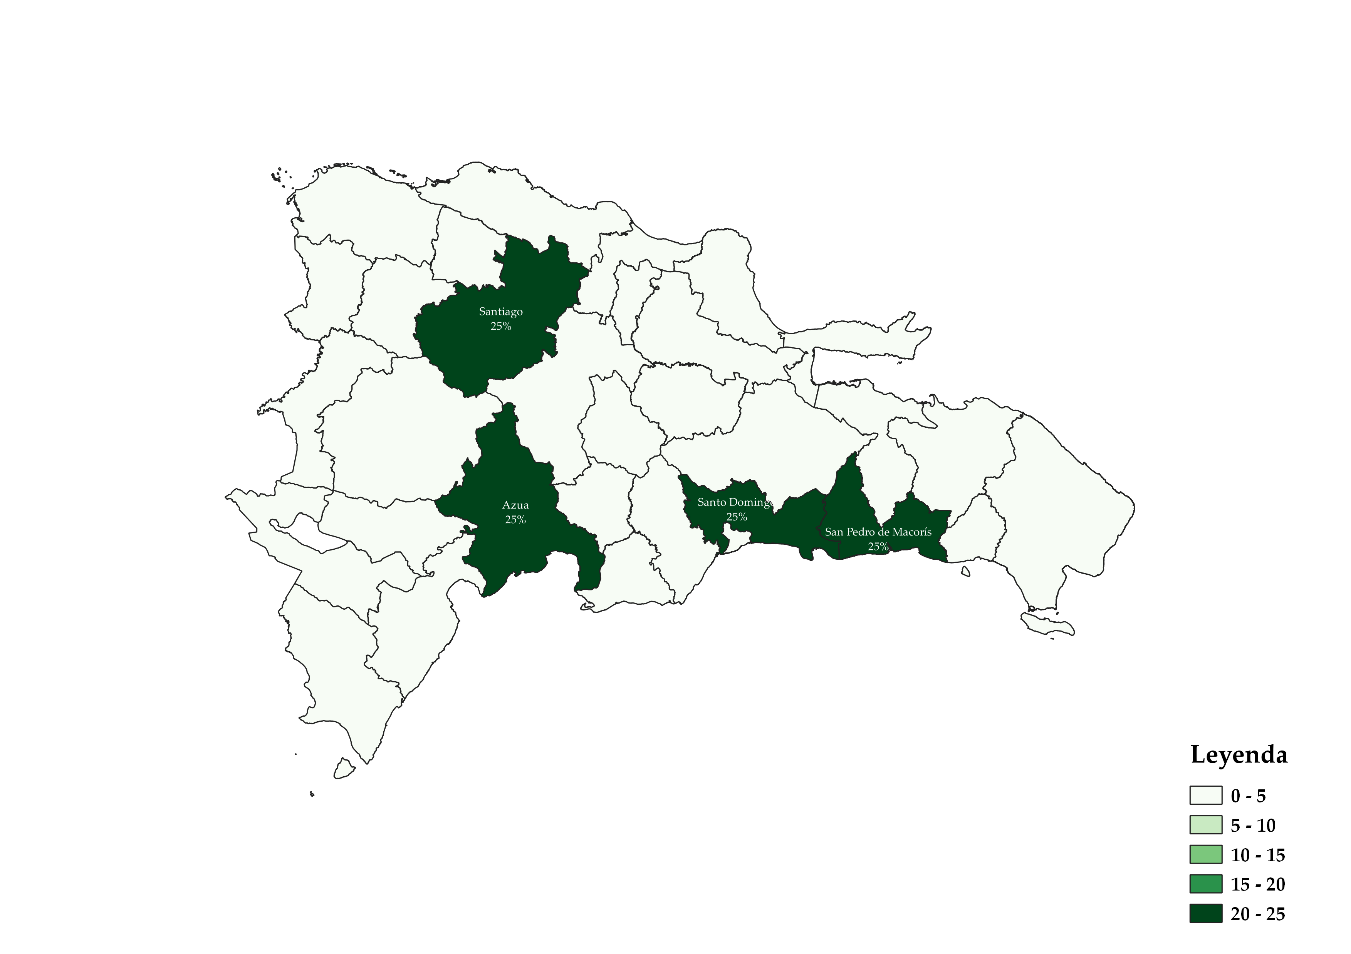 Santiago
25%
Azua
25%
Santo Doming
25%
San Pedro de Macorís
25%
Leyenda
0 - 5
5 - 10
10 - 15
15 - 20
20 - 25